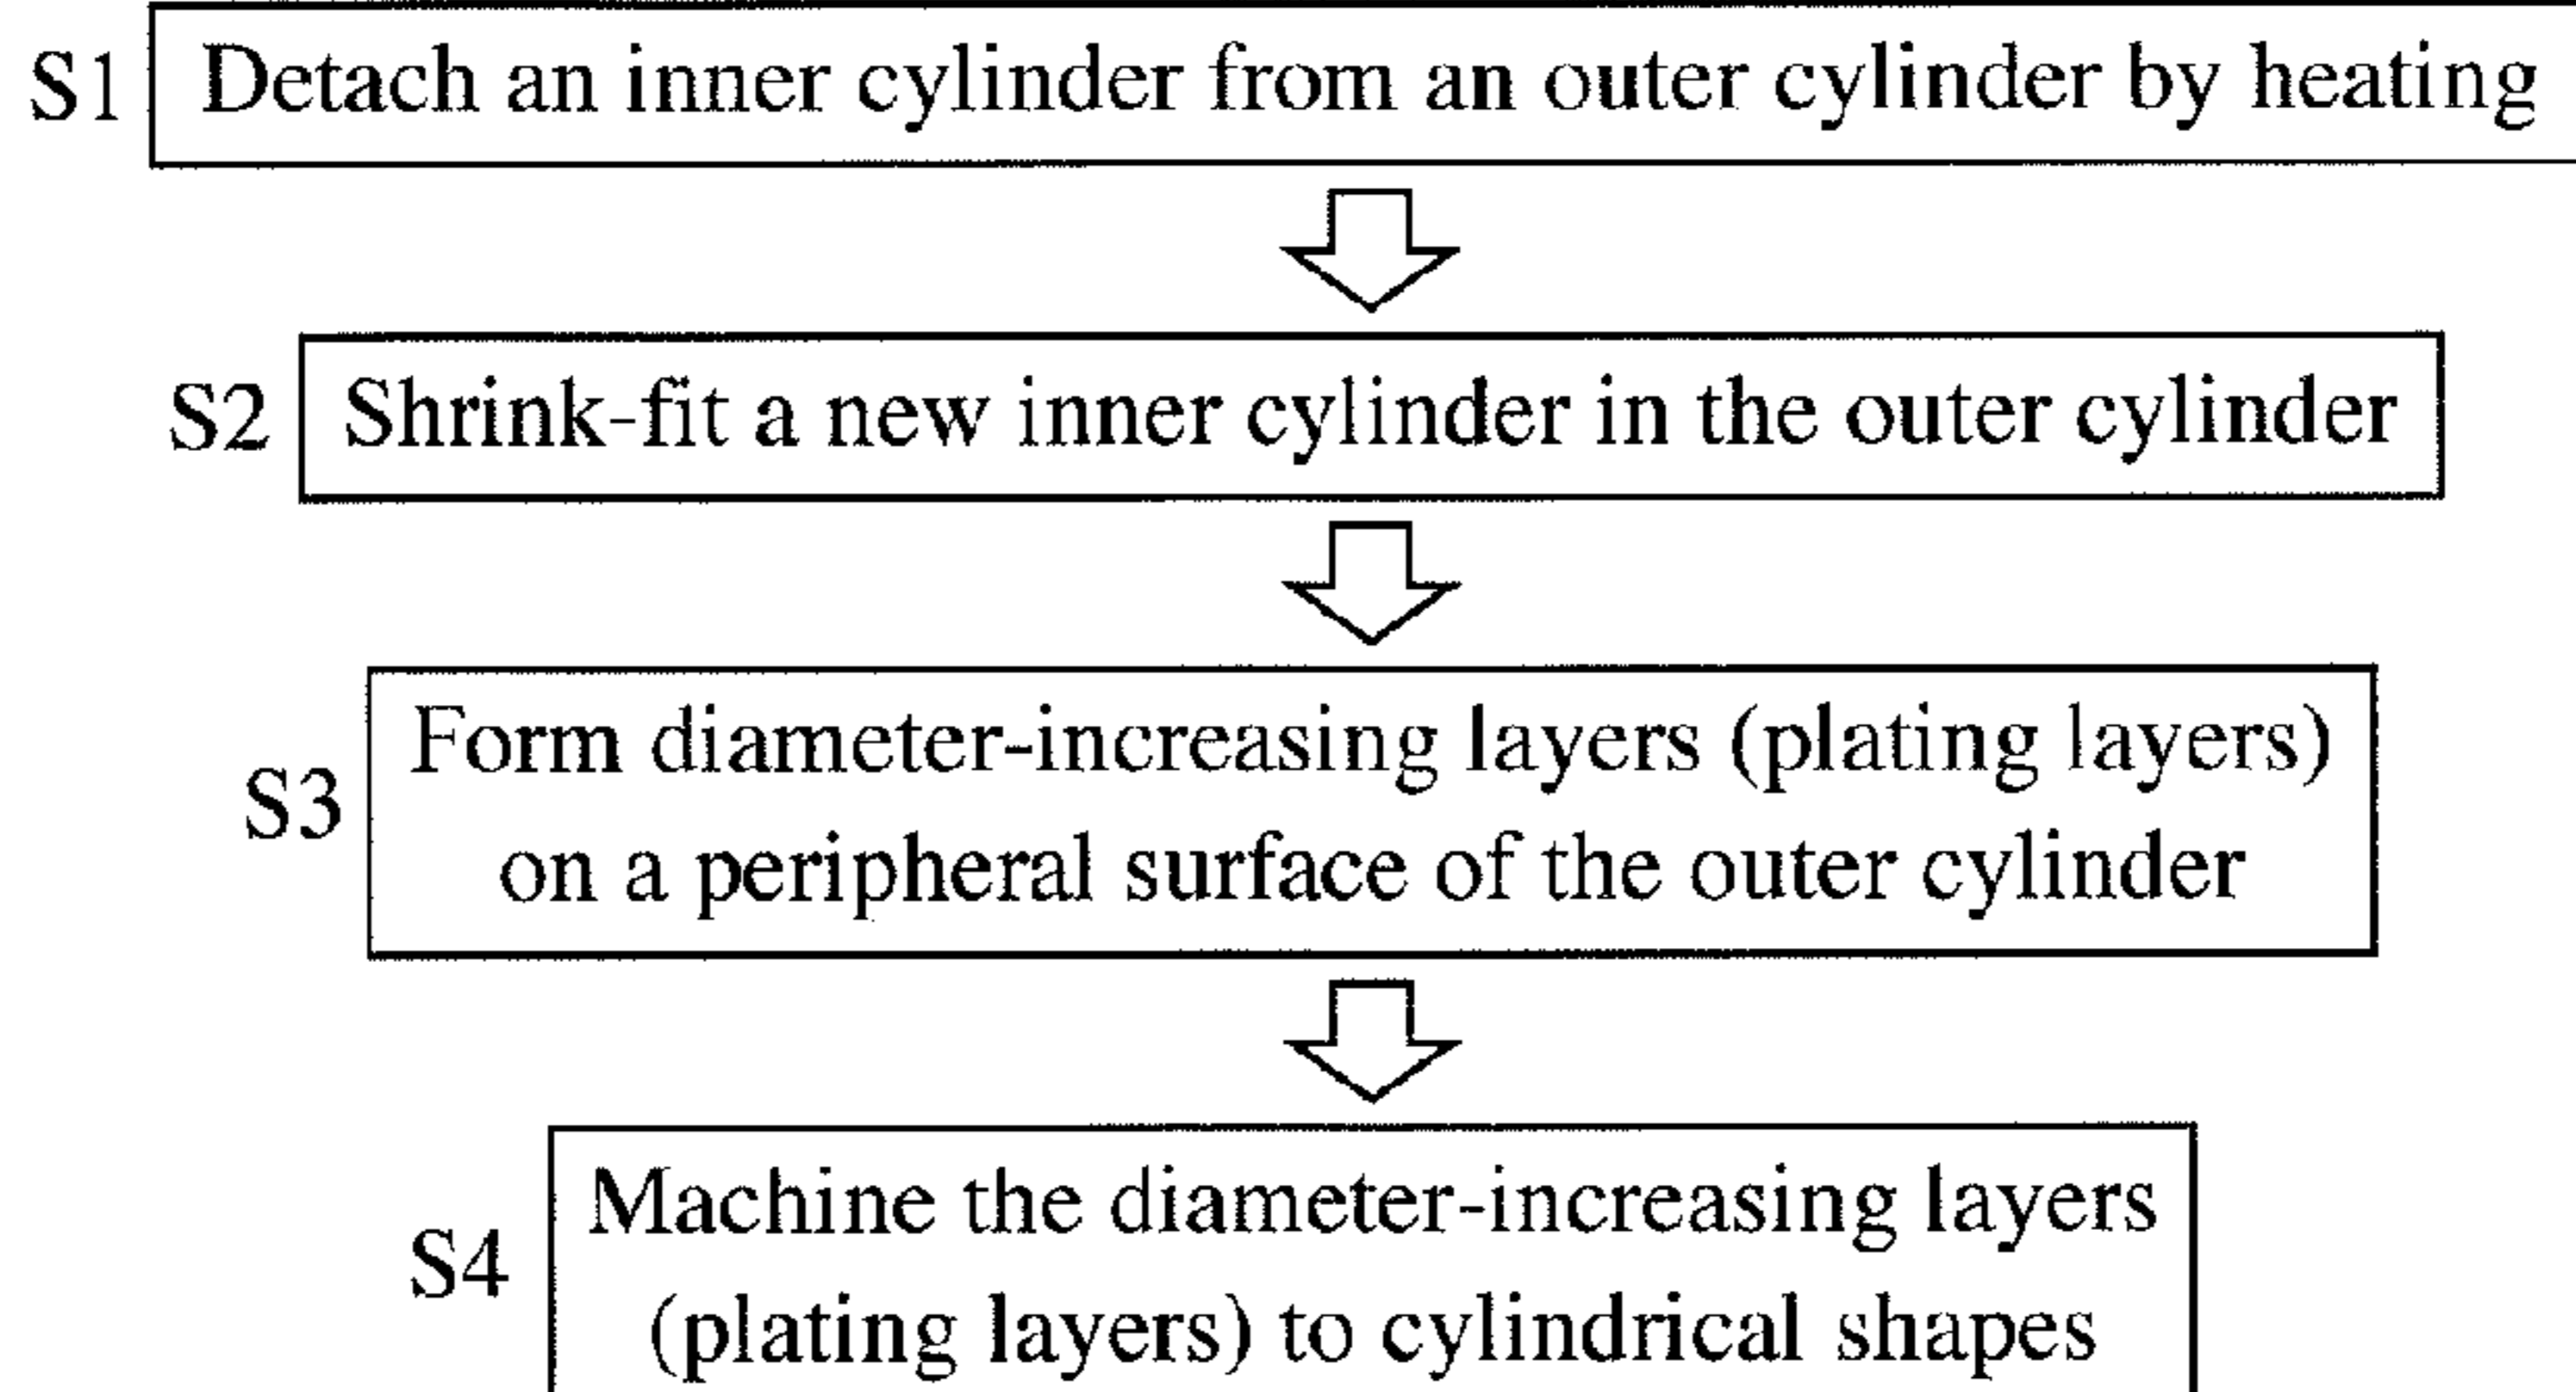 S1 Detach an inner cylinder from an outer cylinder by heating
S2 Shrink-fit a new inner cylinder in the outer cylinder
S3
Form diameter-increasing layers (plating layers)
on a peripheral surface of the outer cylinder
S4
Machine the diameter-increasing layers
(plating layers) to cylindrical shapes